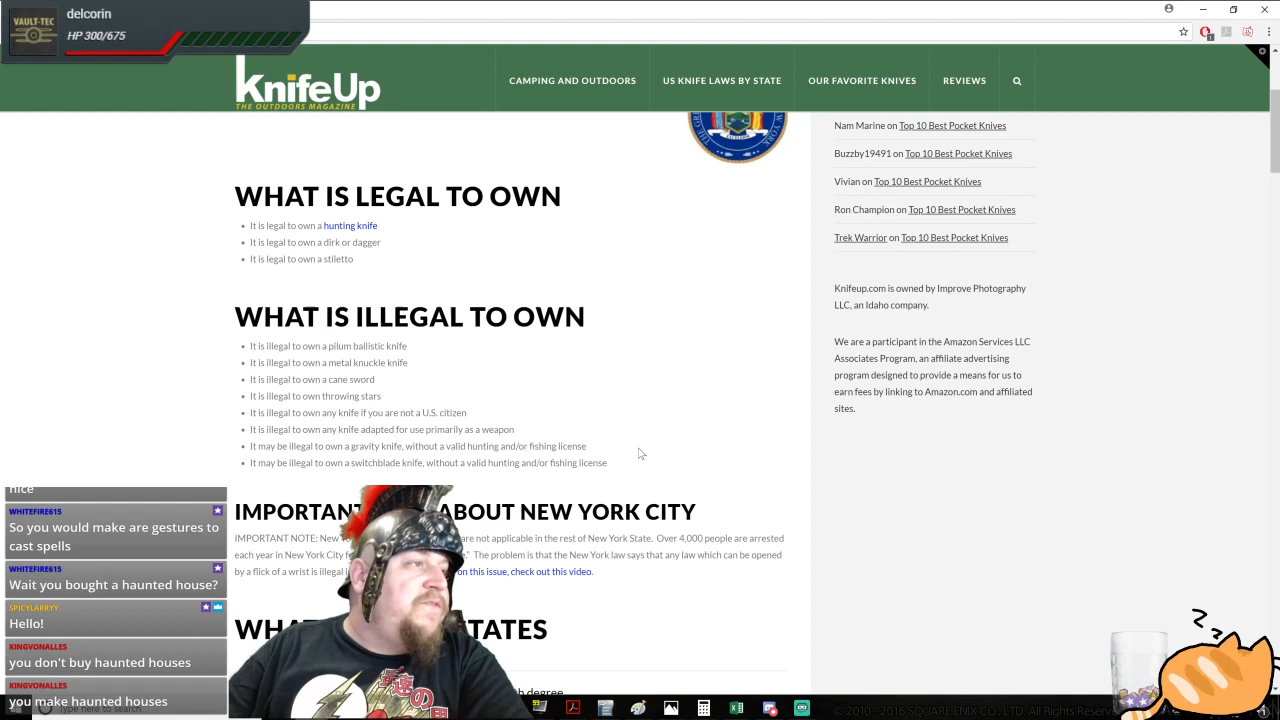 delcorin
VAULT-TEC
HP 300/675
KnifeUp
THE OUTDOORS MAGAZINE
CAMPING AND OUTDOORS
US KNIFE LAWS BY STATE
OUR FAVORITE KNIVES
REVIEWS
WHAT IS LEGAL TO OWN
It is legal to own a hunting knife
It is legal to own a dirk or dagger
It is legal to own a stiletto
WHAT IS ILLEGAL TO OWN
It is illegal to own a pilum ballistic knife
It is illegal to own a metal knuckle knife
It is illegal to own a cane sword
It is illegal to own throwing stars
It is illegal to own any knife if you are not a U.S. citizen
It is illegal to own any knife adapted for use primarily as a weapon
It may be illegal to own a gravity knife, without a valid hunting and/or fishing license
It may be illegal to own a switchblade knife, without a valid hunting and/or fishing license
ABOUT NEW YORK CITY
IMPORTANT NOTE: New are not applicable in the rest of New York State. Over 4,000 people are arrested
each year in New York City The problem is that the New York law says that any law which can be opened
by a flick of a wrist is illegal on this issue, check out this video.
Nam Marine on Top 10 Best Pocket Knives
Buzzby19491 on Top 10 Best Pocket Knives
Vivian on Top 10 Best Pocket Knives
Ron Champion on Top 10 Best Pocket Knives
Trek Warrior on Top 10 Best Pocket Knives
Knifeup.com is owned by Improve Photography
LLC, an Idaho company.
We are a participant in the Amazon Services LLC
Associates Program, an affiliate advertising
program designed to provide a means for us to
earn fees by linking to Amazon.com and affiliated
sites.
nice
WHITEFIRE615
So you would make are gestures to
cast spells
WHITEFIRE615
Wait you bought a haunted house?
SPICYLARRYY
Hello!
KINGVONALLES
you don't buy haunted houses
KINGVONALLES
you make haunted houses
degree
Type here to search
© 2010 - 2016 SQUARE ENIX CO., LTD. All Rights